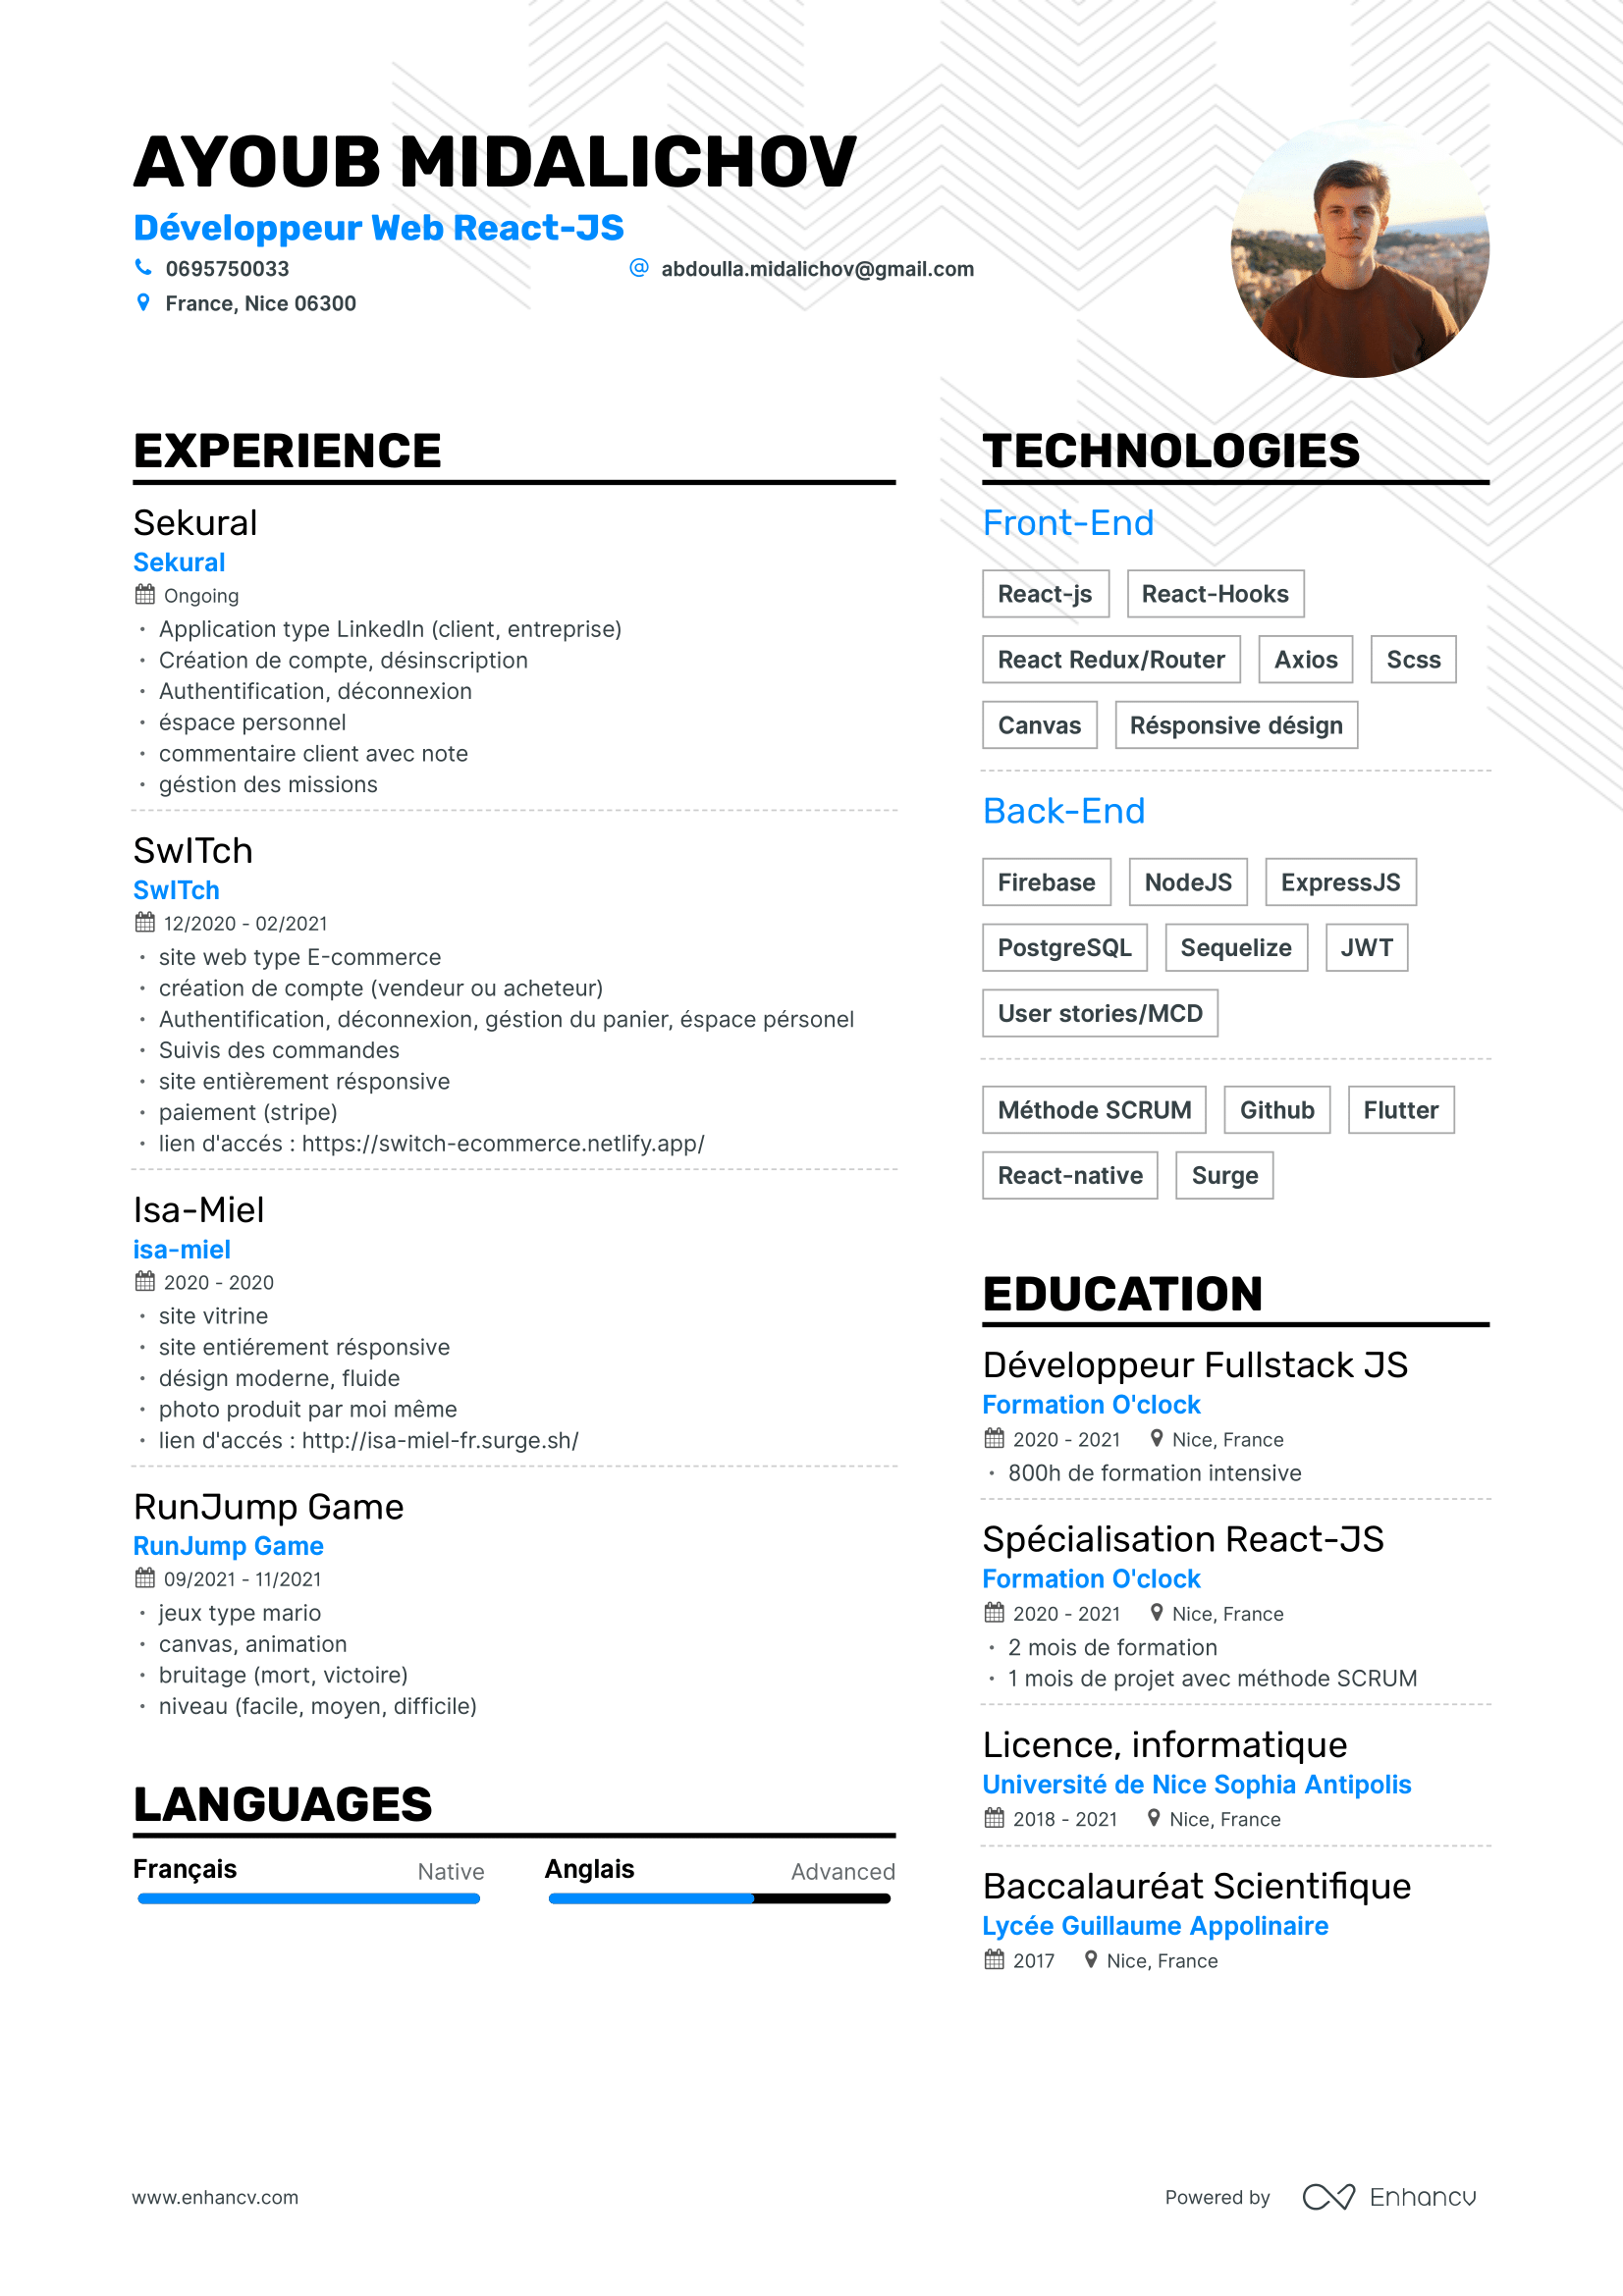 AYOUB MIDALICHOV
Développeur Web React-JS
0695750033
@ abdoulla.midalichov@gmail.com
France, Nice 06300
EXPERIENCE
Sekural
Sekural
Ongoing
• Application type LinkedIn (client, entreprise)
• Création de compte, désinscription
• Authentification, déconnexion
• éspace personnel
• commentaire client avec note
• géstion des missions
SwITch
SwITch
12/2020 - 02/2021
• site web type E-commerce
• création de compte (vendeur ou acheteur)
• Authentification, déconnexion, géstion du panier, éspace pérsonel
• Suivis des commandes
• site entièrement résponsive
• paiement (stripe)
• lien d'accés : https://switch-ecommerce.netlify.app/
Isa-Miel
isa-miel
2020 - 2020
• site vitrine
• site entiérement résponsive
• désign moderne, fluide
• photo produit par moi même
• lien d'accés : http://isa-miel-fr.surge.sh/
RunJump Game
RunJump Game
09/2021 - 11/2021
• jeux type mario
• canvas, animation
• bruitage (mort, victoire)
• niveau (facile, moyen, difficile)
LANGUAGES
Français Native
Anglais Advanced
TECHNOLOGIES
Front-End
React-js React-Hooks
React Redux/Router Axios Scss
Canvas Résponsive désign
Back-End
Firebase NodeJS ExpressJS
PostgreSQL Sequelize JWT
User stories/MCD
Méthode SCRUM Github Flutter
React-native Surge
EDUCATION
Développeur Fullstack JS
Formation O'clock
2020 - 2021 Nice, France
• 800h de formation intensive
Spécialisation React-JS
Formation O'clock
2020 - 2021 Nice, France
• 2 mois de formation
• 1 mois de projet avec méthode SCRUM
Licence, informatique
Université de Nice Sophia Antipolis
2018 - 2021 Nice, France
Baccalauréat Scientifique
Lycée Guillaume Appolinaire
2017 Nice, France
www.enhancv.com
Powered by Enhancv